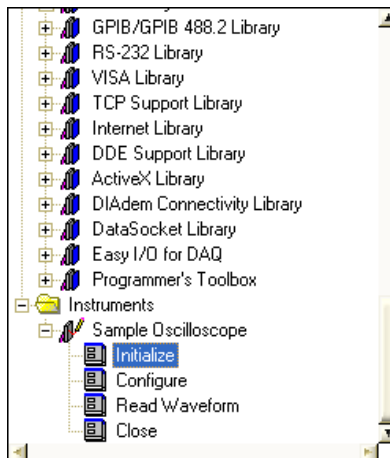 GPIB/GPIB 488.2 Library
RS-232 Library
VISA Library
TCP Support Library
Internet Library
DDE Support Library
ActiveX Library
DIAdem Connectivity Library
DataSocket Library
Easy I/O for DAQ
Programmer's Toolbox
Instruments
Sample Oscilloscope
Initialize
Configure
Read Waveform
Close